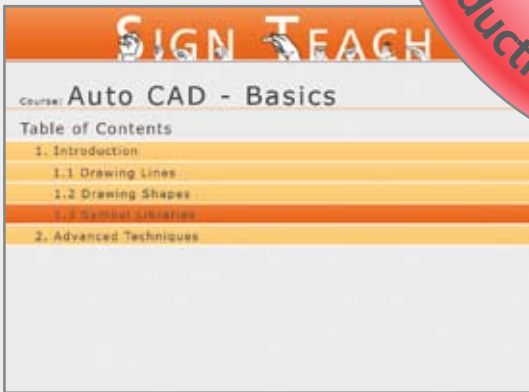 SIGN TEACH
Course: Auto CAD - Basics
Table of Contents
1. Introduction
1.1 Drawing Lines
1.2 Drawing Shapes
1.3 Symbol Libraries
2. Advanced Techniques